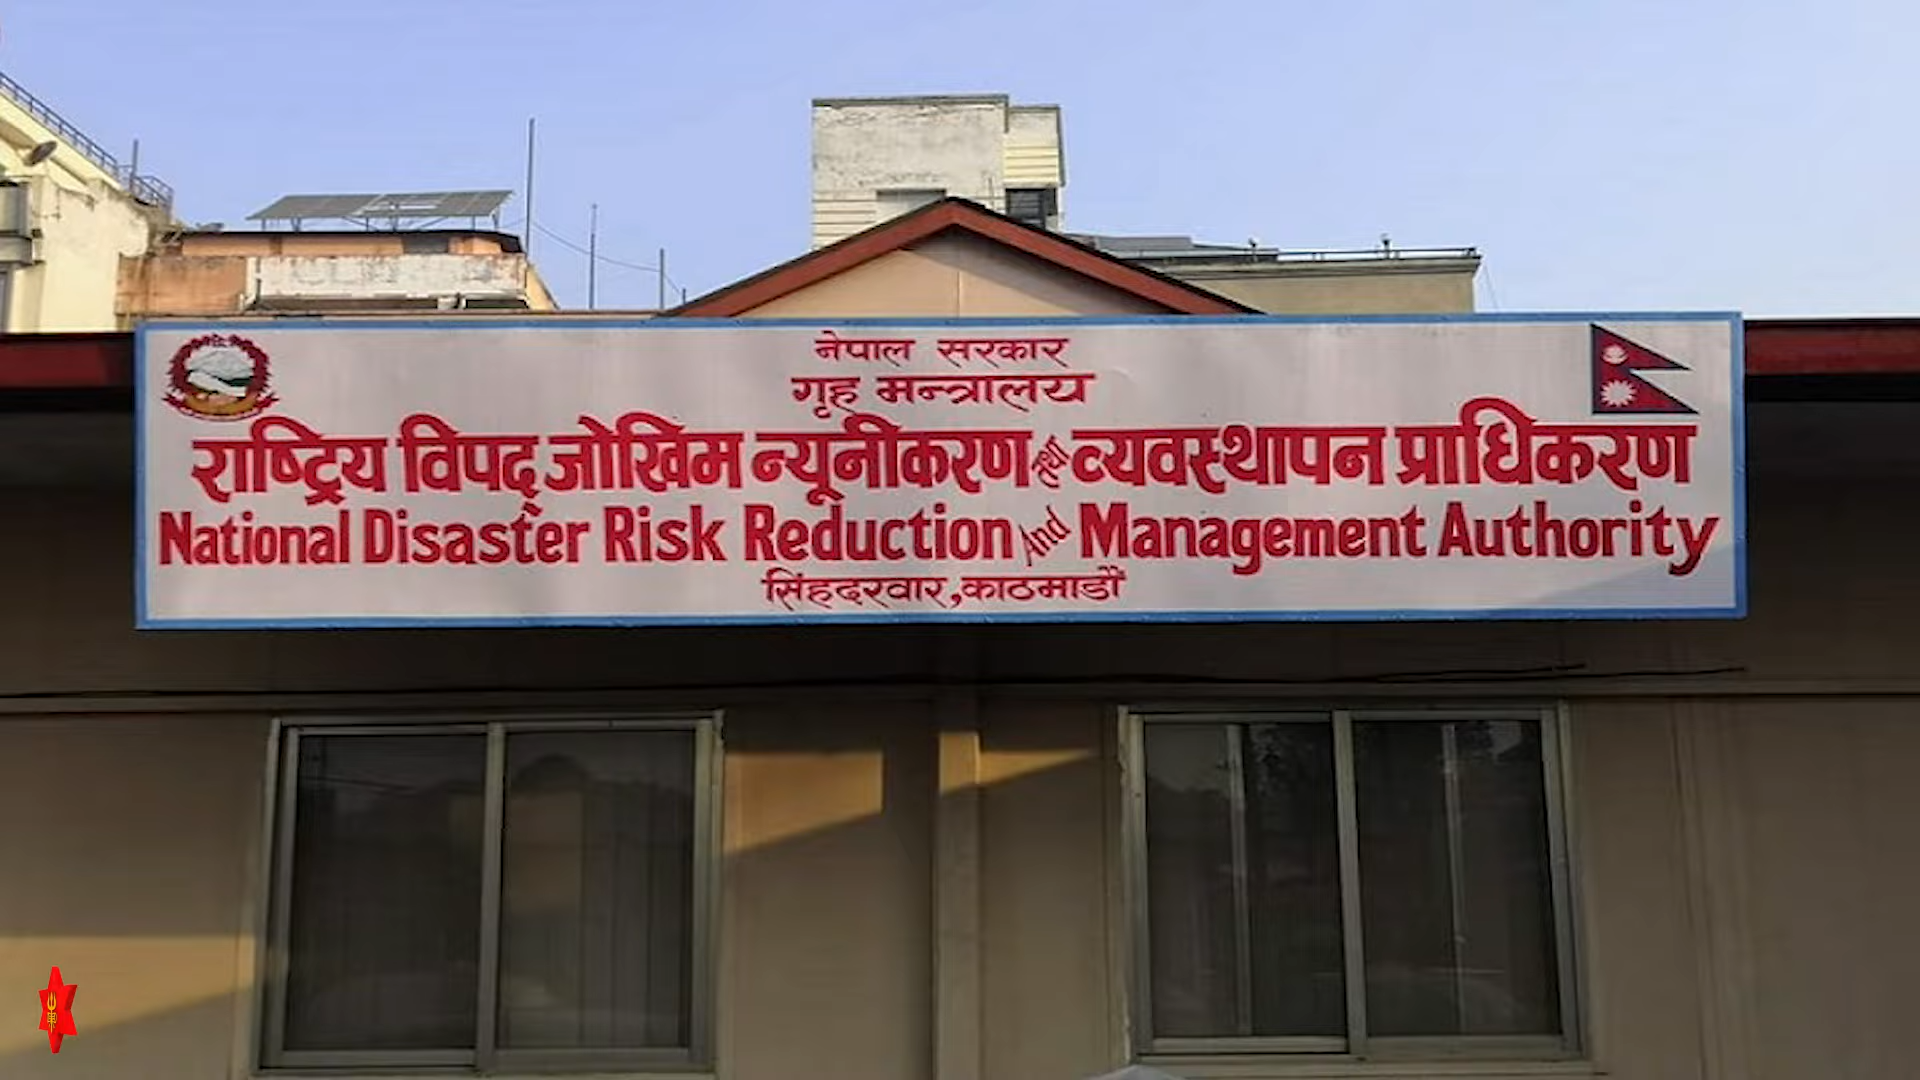 नेपाल सरकार
गृह मन्त्रालय
राष्ट्रिय विपद् जोखिम न्यूनीकरण तथा व्यवस्थापन प्राधिकरण
National Disaster Risk Reduction And Management Authority
सिंहदरवार,काठमाडौं